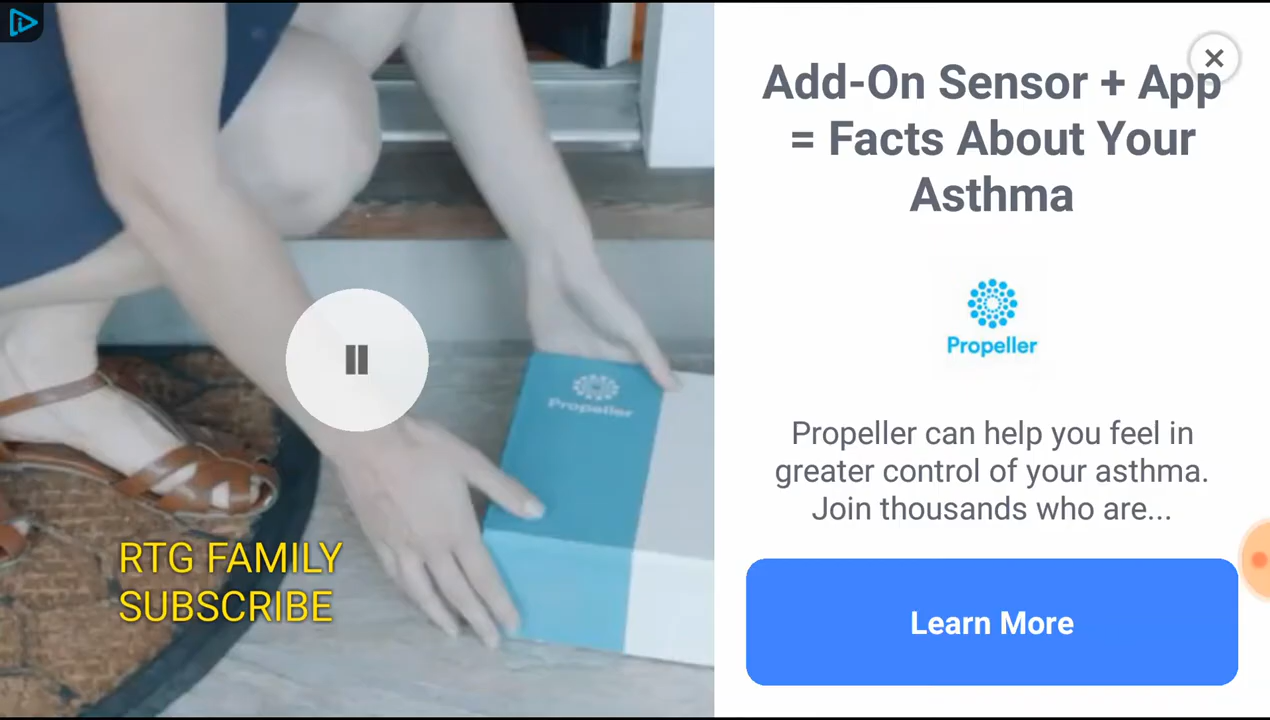 Add-On Sensor + App
= Facts About Your
Asthma
Propeller
Propeller can help you feel in
greater control of your asthma.
Join thousands who are...
Learn More
Propeller
RTG FAMILY
SUBSCRIBE